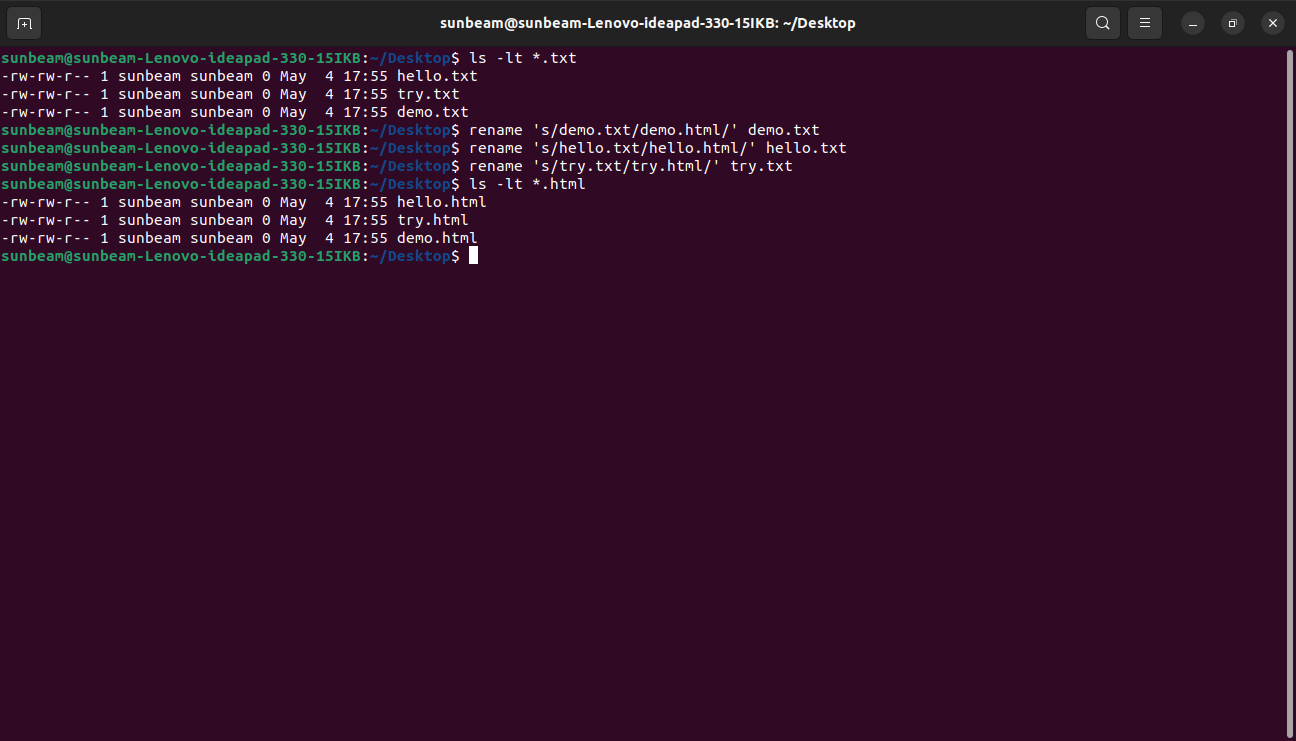 sunbeam@sunbeam-Lenovo-ideapad-330-15IKB: ~/Desktop
sunbeam@sunbeam-Lenovo-ideapad-330-15IKB:~/Desktop$ ls -lt *.txt
-rw-rw-r-- 1 sunbeam sunbeam 0 May  4 17:55 hello.txt
-rw-rw-r-- 1 sunbeam sunbeam 0 May  4 17:55 try.txt
-rw-rw-r-- 1 sunbeam sunbeam 0 May  4 17:55 demo.txt
sunbeam@sunbeam-Lenovo-ideapad-330-15IKB:~/Desktop$ rename 's/demo.txt/demo.html/' demo.txt
sunbeam@sunbeam-Lenovo-ideapad-330-15IKB:~/Desktop$ rename 's/hello.txt/hello.html/' hello.txt
sunbeam@sunbeam-Lenovo-ideapad-330-15IKB:~/Desktop$ rename 's/try.txt/try.html/' try.txt
sunbeam@sunbeam-Lenovo-ideapad-330-15IKB:~/Desktop$ ls -lt *.html
-rw-rw-r-- 1 sunbeam sunbeam 0 May  4 17:55 hello.html
-rw-rw-r-- 1 sunbeam sunbeam 0 May  4 17:55 try.html
-rw-rw-r-- 1 sunbeam sunbeam 0 May  4 17:55 demo.html
sunbeam@sunbeam-Lenovo-ideapad-330-15IKB:~/Desktop$